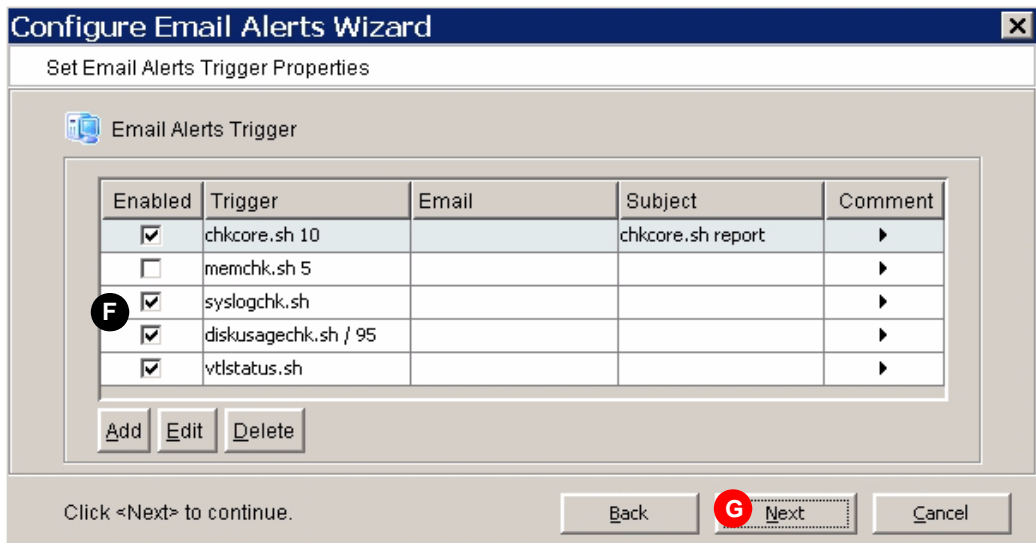 Configure Email Alerts Wizard
Set Email Alerts Trigger Properties
Email Alerts Trigger
Enabled Trigger Email Subject Comment
chkcore.sh 10 chkcore.sh report
memchk.sh 5
F
syslogchk.sh
diskusagechk.sh / 95
vtlstatus.sh
Add Edit Delete
Click <Next> to continue. Back G Next Cancel